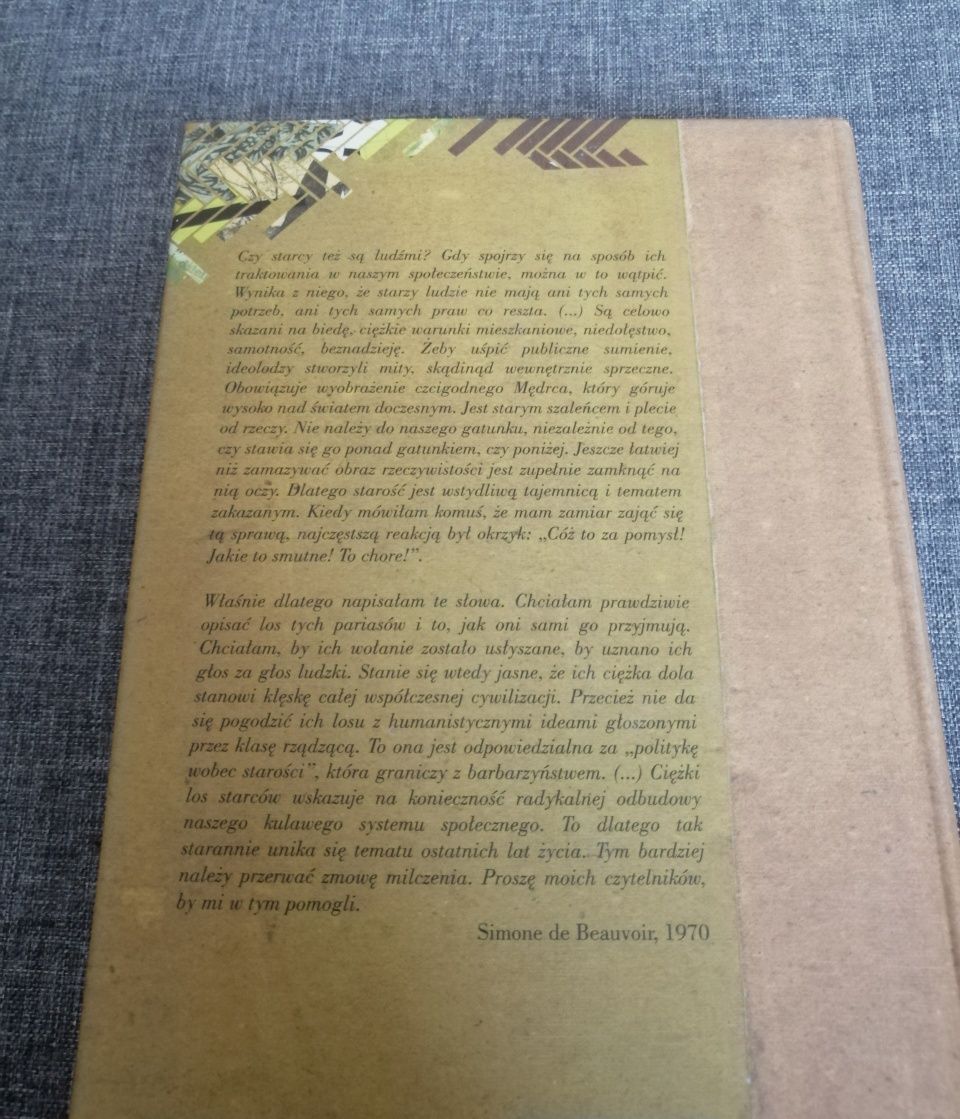 Czy starcy też są ludźmi? Gdy spojrzy się na sposób ich
traktowania w naszym społeczeństwie, można w to wątpić.
Wynika z niego, że starzy ludzie nie mają ani tych samych
potrzeb, ani tych samych praw co reszta. (...) Są celowo
skazani na biedę, ciężkie warunki mieszkaniowe, niedołęstwo,
samotność, beznadzieję. Żeby uśpić publiczne sumienie,
ideolodzy stworzyli mity, skądinąd wewnętrznie sprzeczne.
Obowiązuje wyobrażenie czcigodnego Mędrca, który góruje
wysoko nad światem doczesnym. Jest starym szaleńcem i plecie
od rzeczy. Nie należy do naszego gatunku, niezależnie od tego,
czy stawia się go ponad gatunkiem, czy poniżej. Jeszcze łatwiej
niż zamazywać obraz rzeczywistości jest zupełnie zamknąć na
nią oczy. Dlatego starość jest wstydliwą tajemnicą i tematem
zakazanym. Kiedy mówiłam komuś, że mam zamiar zająć się
tą sprawą, najczęstszą reakcją był okrzyk: „Cóż to za pomysł!
Jakie to smutne! To chore!”.
Właśnie dlatego napisałam te słowa. Chciałam prawdziwie
opisać los tych pariasów i to, jak oni sami go przyjmują.
Chciałam, by ich wołanie zostało usłyszane, by uznano ich
głos za głos ludzki. Stanie się wtedy jasne, że ich ciężka dola
stanowi klęskę całej współczesnej cywilizacji. Przecież nie da
się pogodzić ich losu z humanistycznymi ideami głoszonymi
przez klasę rządzącą. To ona jest odpowiedzialna za „politykę
wobec starości”, która graniczy z barbarzyństwem. (...) Ciężki
los starców wskazuje na konieczność radykalnej odbudowy
naszego kulawego systemu społecznego. To dlatego tak
starannie unika się tematu ostatnich lat życia. Tym bardziej
należy przerwać zmowę milczenia. Proszę moich czytelników,
by mi w tym pomogli.
Simone de Beauvoir, 1970